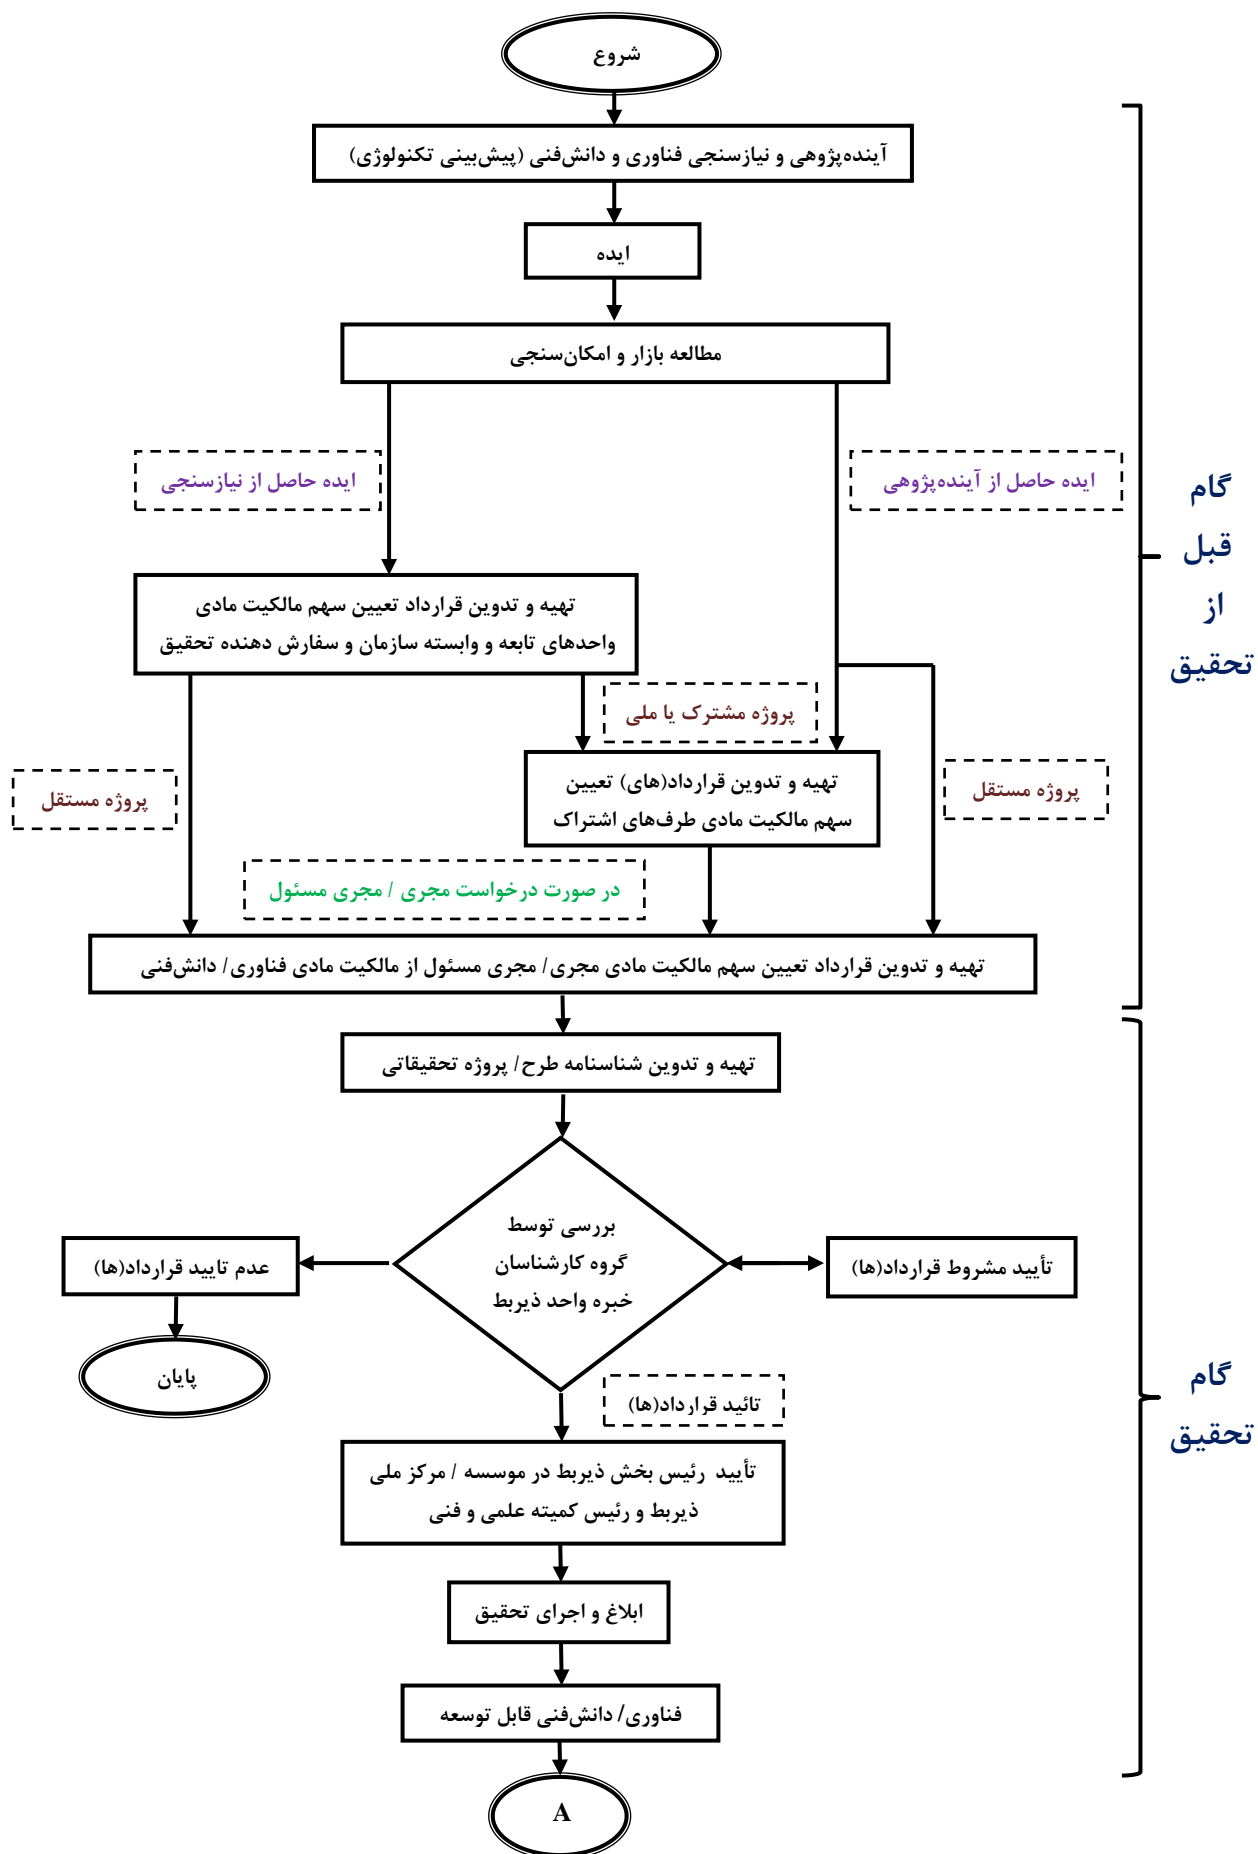 شروع
آینده‌پژوهی و نیازسنجی فناوری و دانش‌فنی (پیش‌بینی تکنولوژی)
ایده
مطالعه بازار و امکان‌سنجی
ایده حاصل از آینده‌پژوهی
ایده حاصل از نیازسنجی
گام
قبل
از
تحقیق
تهیه و تدوین قرارداد تعیین سهم مالکیت مادی
واحدهای تابعه و وابسته سازمان و سفارش دهنده تحقیق
پروژه مشترک یا ملی
پروژه مستقل
تهیه و تدوین قرارداد(های) تعیین
سهم مالکیت مادی طرف‌های اشتراک
پروژه مستقل
در صورت درخواست مجری / مجری مسئول
تهیه و تدوین قرارداد تعیین سهم مالکیت مادی مجری/ مجری مسئول از مالکیت مادی فناوری/ دانش‌فنی
تهیه و تدوین شناسنامه طرح/ پروژه تحقیقاتی
بررسی توسط
گروه کارشناسان
خبره واحد ذیربط
تأیید مشروط قرارداد(ها)
عدم تایید قرارداد(ها)
پایان
گام
تحقیق
تائید قرارداد(ها)
تأیید رئیس بخش ذیربط در موسسه / مرکز ملی
ذیربط و رئیس کمیته علمی و فنی
ابلاغ و اجرای تحقیق
فناوری/ دانش‌فنی قابل توسعه
A